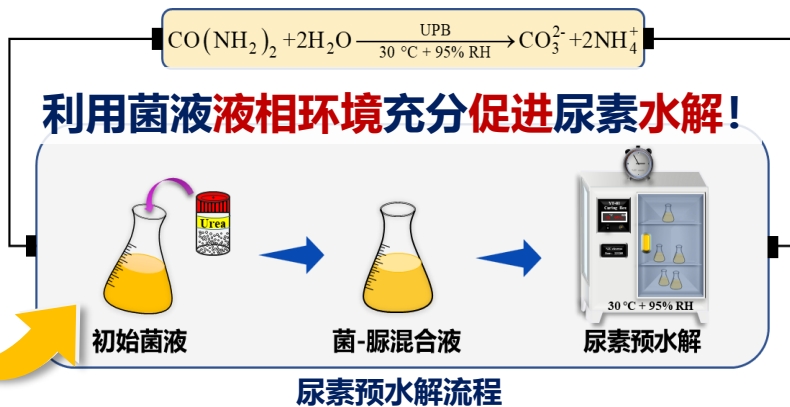 CO(NH₂)₂+2H₂O UPB 30 °C + 95% RH CO₃²⁻+2NH₄⁺
利用菌液液相环境充分促进尿素水解!
Urea
30 °C + 95% RH
初始菌液
菌-脲混合液
尿素预水解
尿素预水解流程